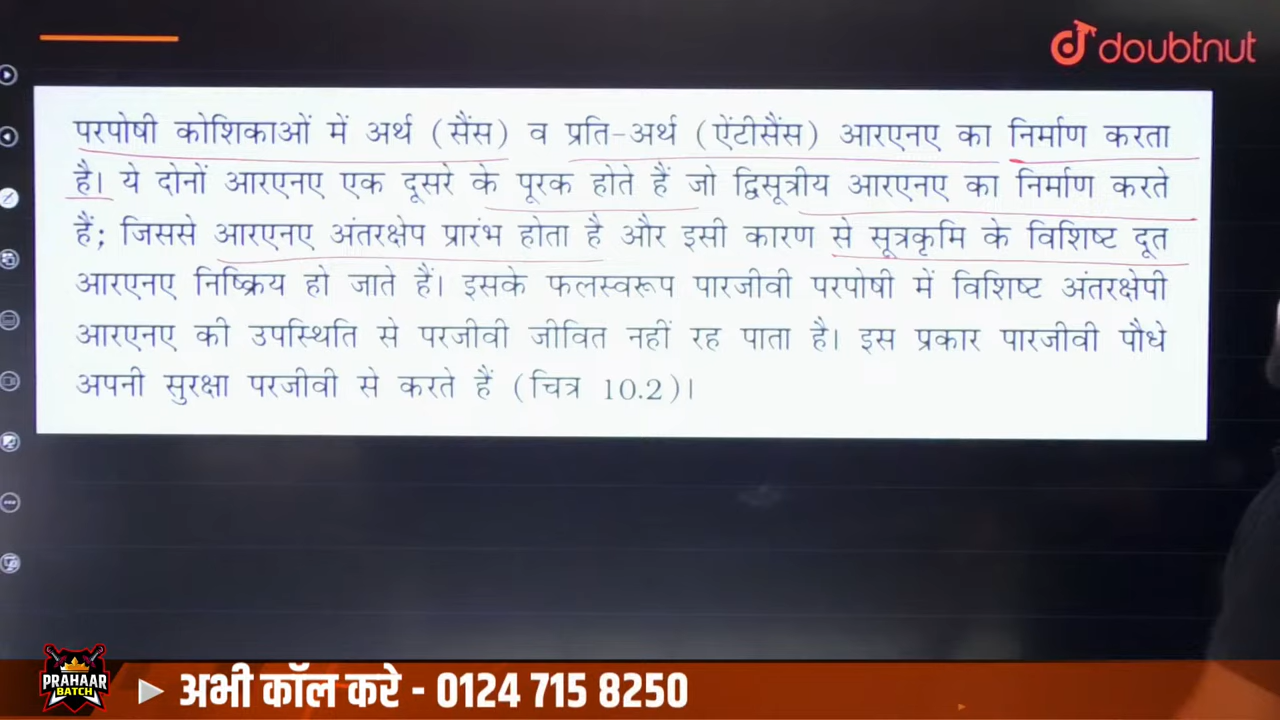 doubtnut
परपोषी कोशिकाओं में अर्थ (सैंस) व प्रति-अर्थ (ऐंटीसैंस) आरएनए का निर्माण करता
है। ये दोनों आरएनए एक दूसरे के पूरक होते हैं जो द्विसूत्रीय आरएनए का निर्माण करते
हैं; जिससे आरएनए अंतरक्षेप प्रारंभ होता है और इसी कारण से सूत्रकृमि के विशिष्ट दूत
आरएनए निष्क्रिय हो जाते हैं। इसके फलस्वरूप पारजीवी परपोषी में विशिष्ट अंतरक्षेपी
आरएनए की उपस्थिति से परजीवी जीवित नहीं रह पाता है। इस प्रकार पारजीवी पौधे
अपनी सुरक्षा परजीवी से करते हैं (चित्र 10.2)।
PRAHAAR
BATCH
अभी कॉल करे - 0124 715 8250